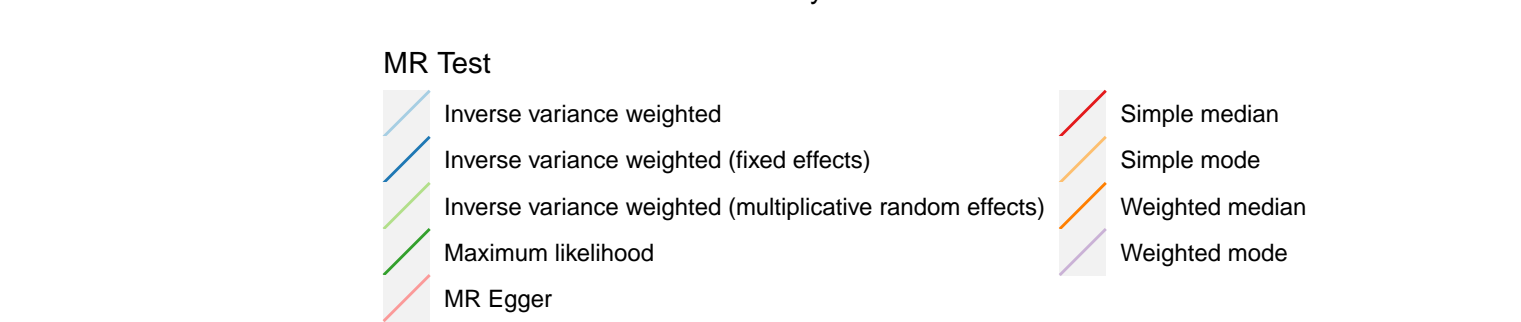 MR Test
Inverse variance weighted
Inverse variance weighted (fixed effects)
Inverse variance weighted (multiplicative random effects)
Maximum likelihood
MR Egger
Simple median
Simple mode
Weighted median
Weighted mode